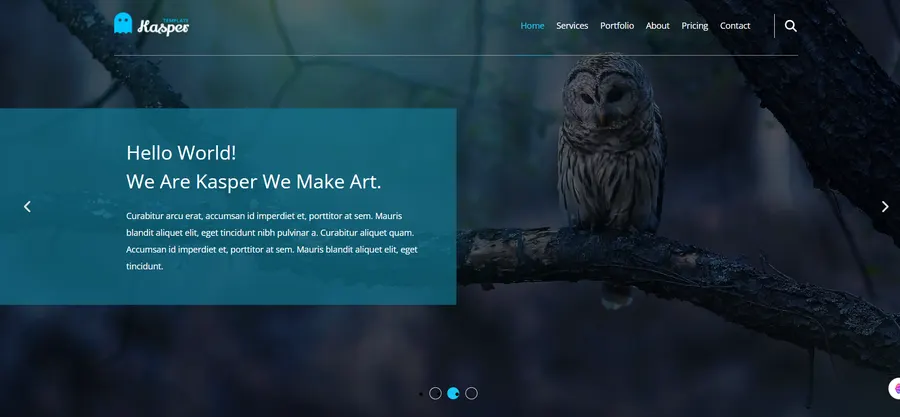 TEMPLATE
Kasper
Home Services Portfolio About Pricing Contact
Hello World!
We Are Kasper We Make Art.
Curabitur arcu erat, accumsan id imperdiet et, porttitor at sem. Mauris
blandit aliquet elit, eget tincidunt nibh pulvinar a. Curabitur aliquet quam.
Accumsan id imperdiet et, porttitor at sem. Mauris blandit aliquet elit, eget
tincidunt.